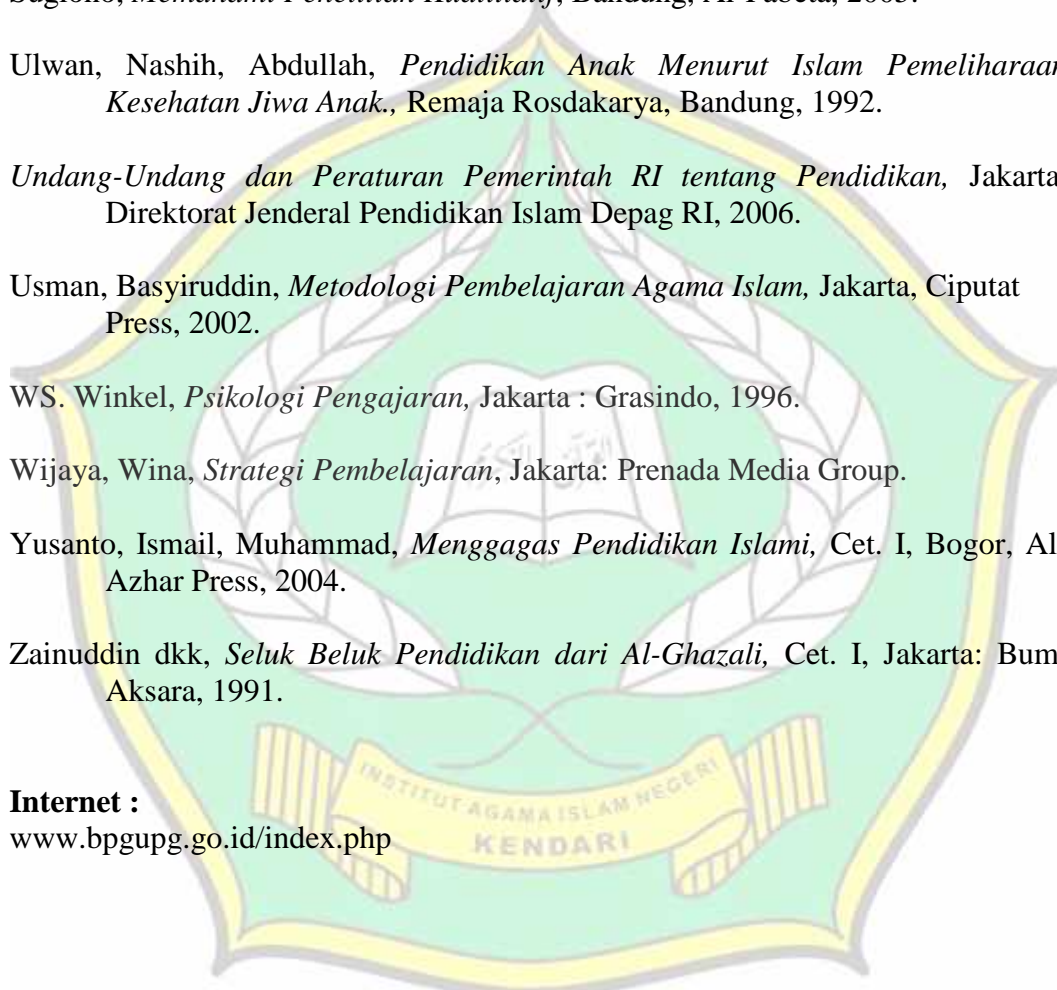 Ulwan, Nashih, Abdullah, Pendidikan Anak Menurut Islam Pemeliharaan
Kesehatan Jiwa Anak., Remaja Rosdakarya, Bandung, 1992.
Undang-Undang dan Peraturan Pemerintah RI tentang Pendidikan, Jakarta
Direktorat Jenderal Pendidikan Islam Depag RI, 2006.
Usman, Basyiruddin, Metodologi Pembelajaran Agama Islam, Jakarta, Ciputat
Press, 2002.
WS. Winkel, Psikologi Pengajaran, Jakarta : Grasindo, 1996.
Wijaya, Wina, Strategi Pembelajaran, Jakarta: Prenada Media Group.
Yusanto, Ismail, Muhammad, Menggagas Pendidikan Islami, Cet. I, Bogor, Al
Azhar Press, 2004.
Zainuddin dkk, Seluk Beluk Pendidikan dari Al-Ghazali, Cet. I, Jakarta: Bum
Aksara, 1991.
INSTITUT AGAMA ISLAM NEGERI
KENDARI
Internet :
www.bpgupg.go.id/index.php